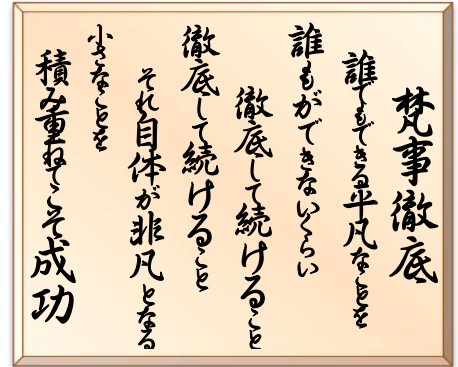 梵事徹底
誰でもできる平凡なことを
誰もができないくらい
徹底して続けること
徹底して続けること
それ自体が非凡となる
小さなことを
積み重ねてこそ成功